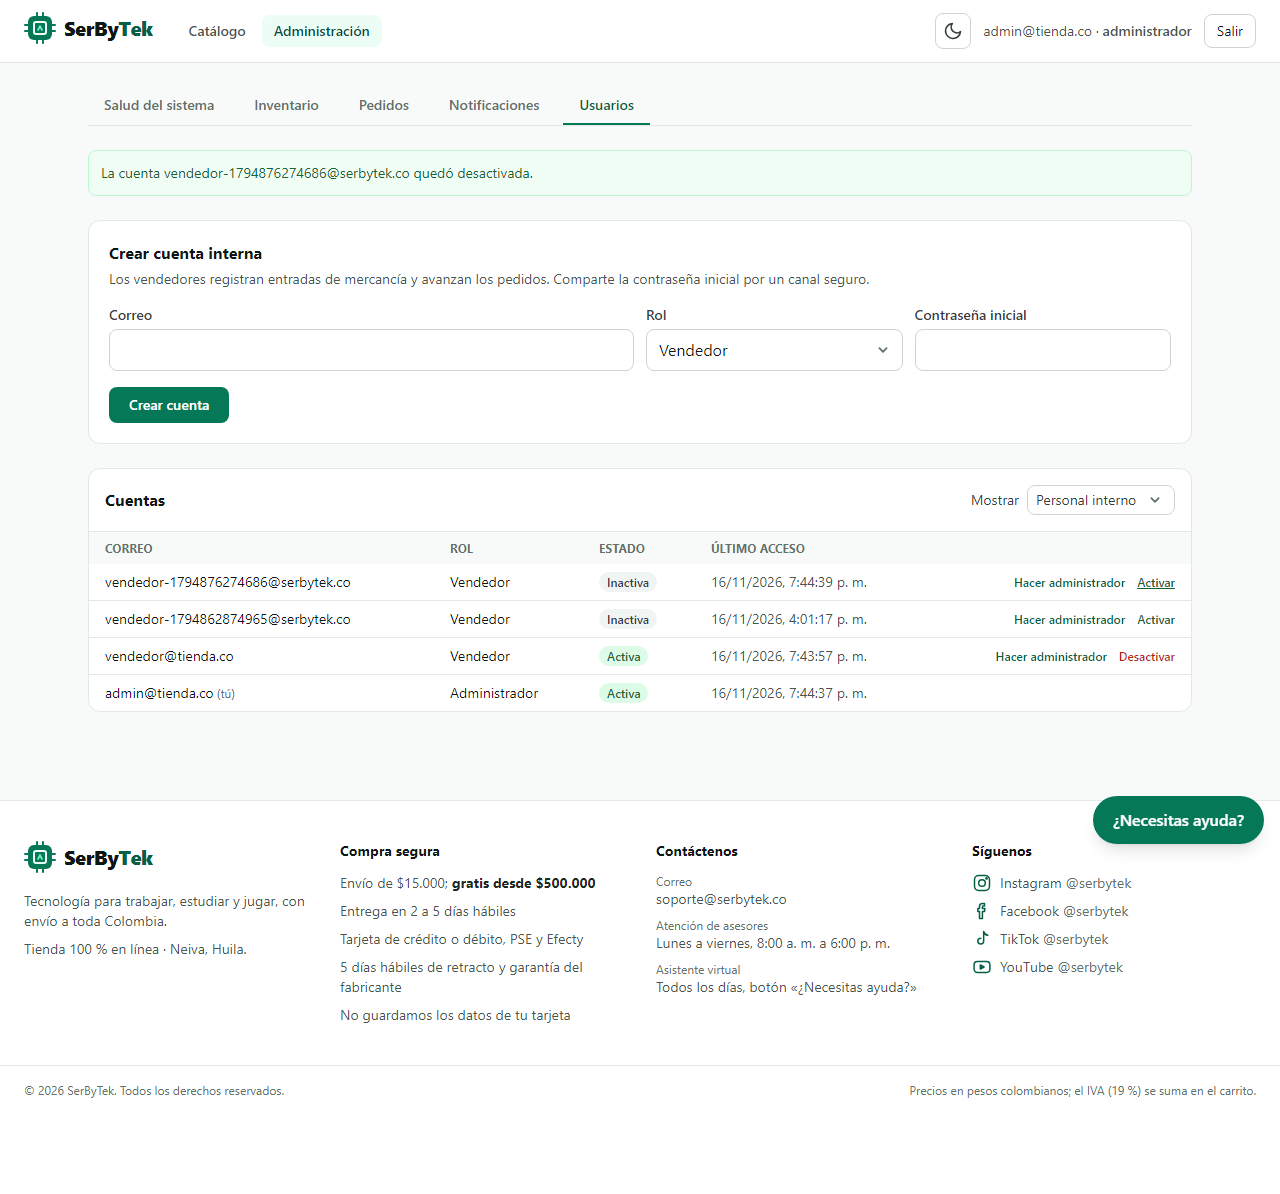 SerByTek
Catálogo
Administración
admin@tienda.co · administrador
Salir
Salud del sistema
Inventario
Pedidos
Notificaciones
Usuarios
La cuenta vendedor-1794876274686@serbytek.co quedó desactivada.
Crear cuenta interna
Los vendedores registran entradas de mercancía y avanzan los pedidos. Comparte la contraseña inicial por un canal seguro.
Correo
Rol
Contraseña inicial
Vendedor
Crear cuenta
Cuentas
Mostrar
Personal interno
CORREO ROL ESTADO ÚLTIMO ACCESO
vendedor-1794876274686@serbytek.co Vendedor Inactiva 16/11/2026, 7:44:39 p. m. Hacer administrador Activar
vendedor-1794862874965@serbytek.co Vendedor Inactiva 16/11/2026, 4:01:17 p. m. Hacer administrador Activar
vendedor@tienda.co Vendedor Activa 16/11/2026, 7:43:57 p. m. Hacer administrador Desactivar
admin@tienda.co (tú) Administrador Activa 16/11/2026, 7:44:37 p. m.
¿Necesitas ayuda?
SerByTek
Tecnología para trabajar, estudiar y jugar, con
envío a toda Colombia.
Tienda 100 % en línea · Neiva, Huila.
Compra segura
Envío de $15.000; gratis desde $500.000
Entrega en 2 a 5 días hábiles
Tarjeta de crédito o débito, PSE y Efecty
5 días hábiles de retracto y garantía del
fabricante
No guardamos los datos de tu tarjeta
Contáctenos
Correo
soporte@serbytek.co
Atención de asesores
Lunes a viernes, 8:00 a. m. a 6:00 p. m.
Asistente virtual
Todos los días, botón «¿Necesitas ayuda?»
Síguenos
Instagram @serbytek
Facebook @serbytek
TikTok @serbytek
YouTube @serbytek
© 2026 SerByTek. Todos los derechos reservados.
Precios en pesos colombianos; el IVA (19 %) se suma en el carrito.